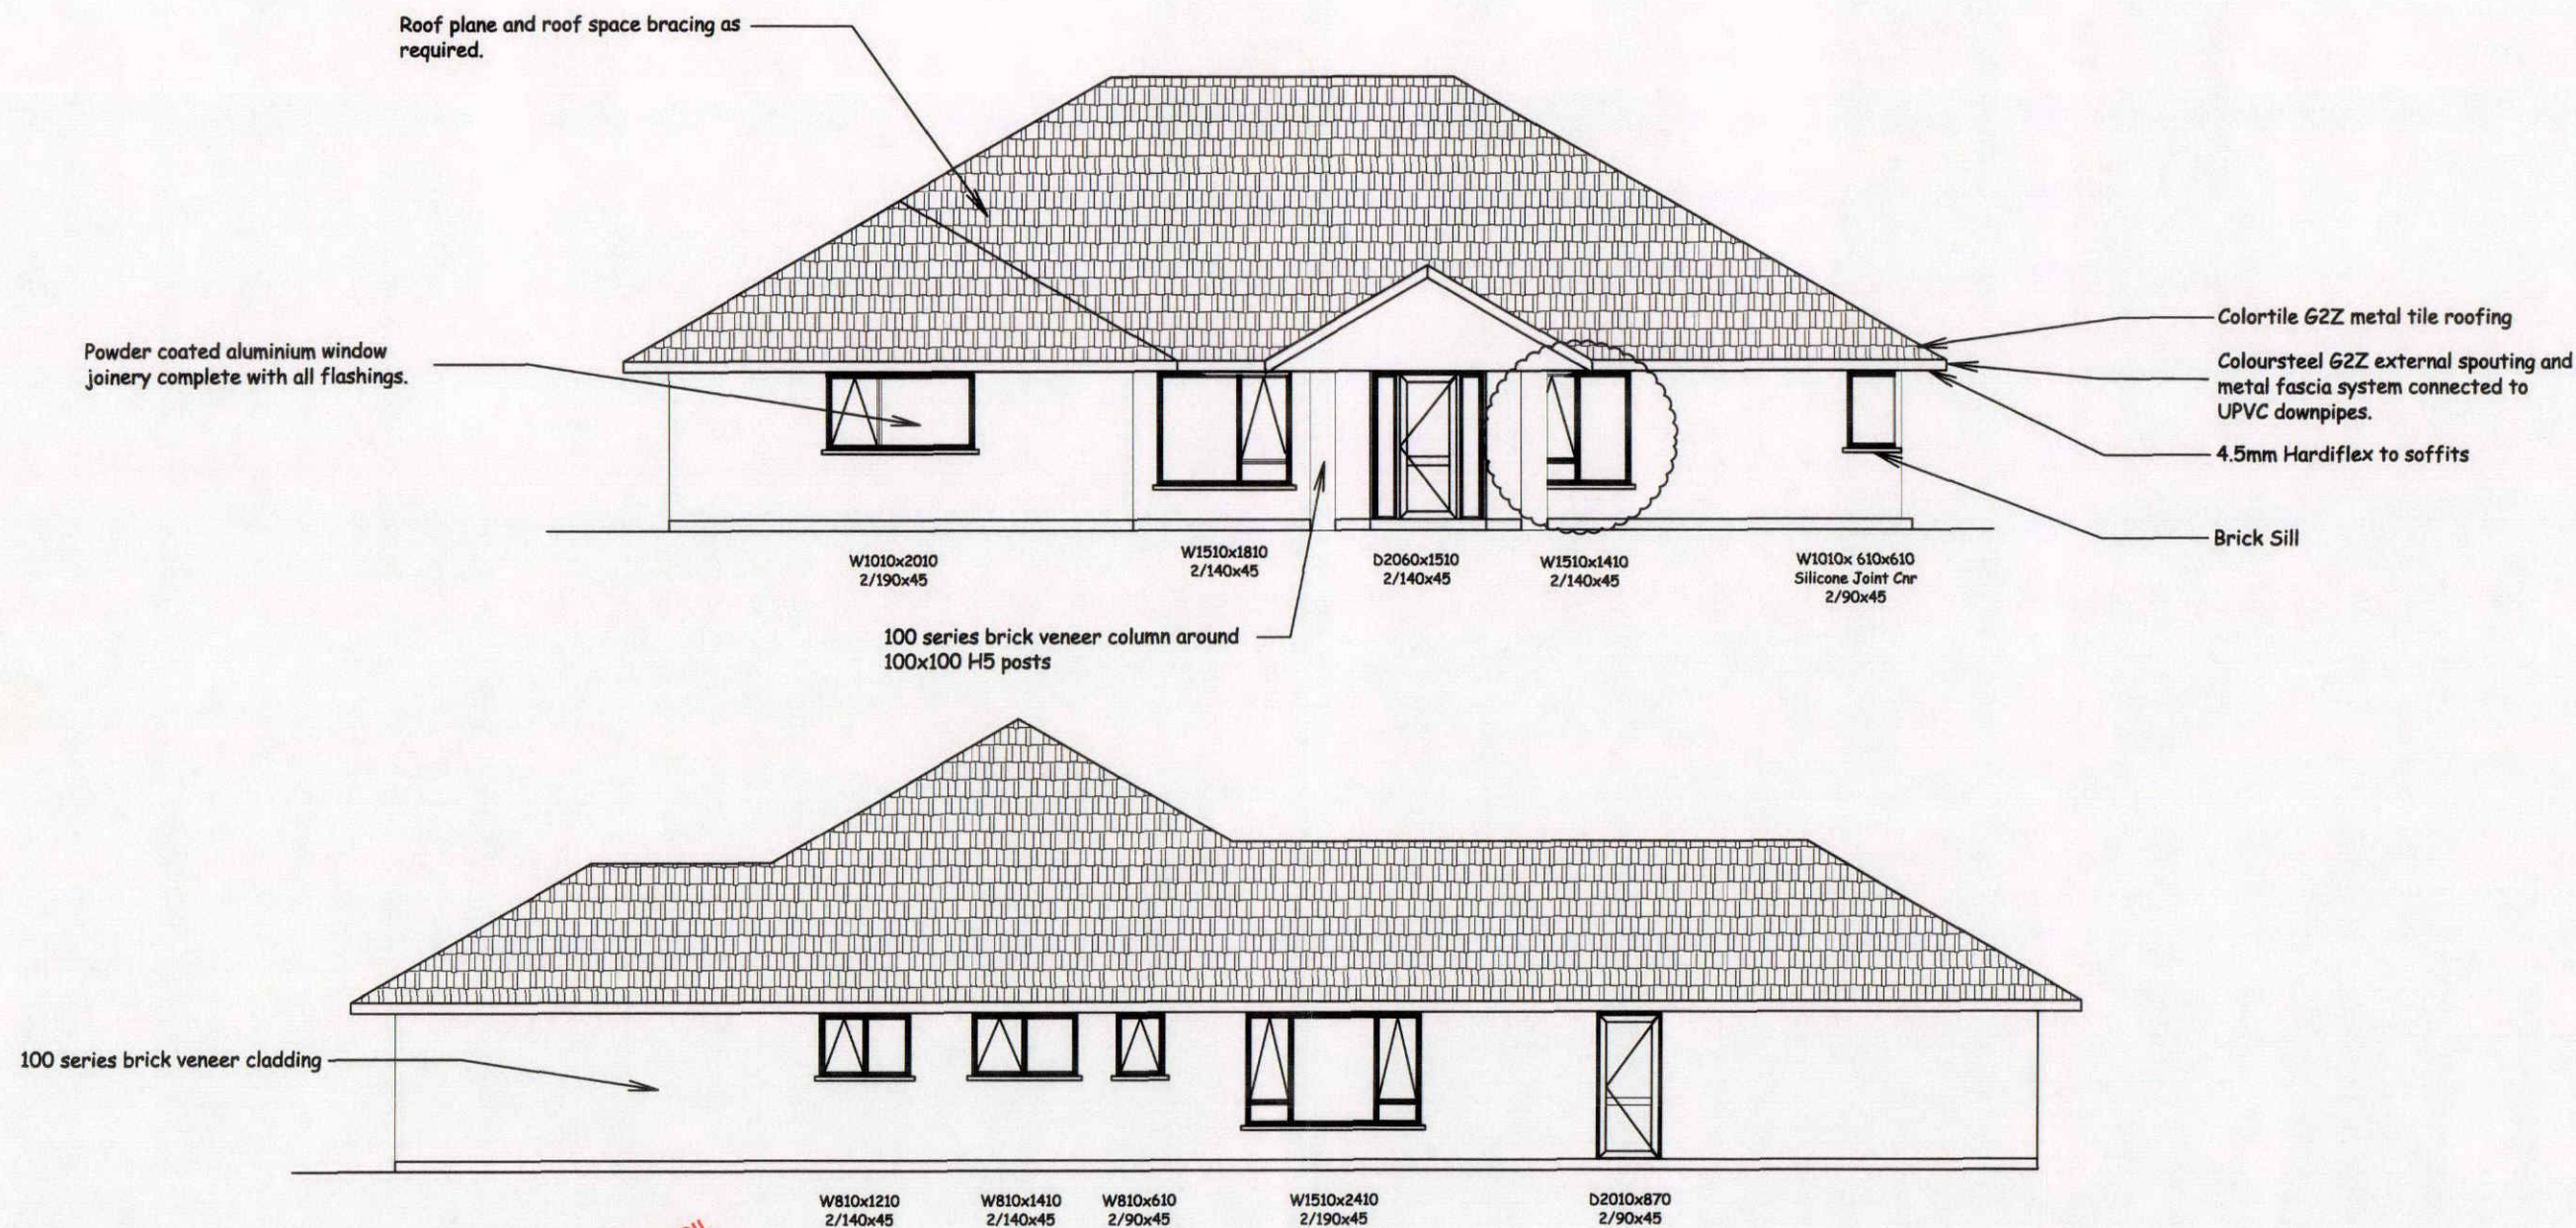 Roof plane and roof space bracing as
required.
Powder coated aluminium window
joinery complete with all flashings.
Colortile G2Z metal tile roofing
Coloursteel G2Z external spouting and
metal fascia system connected to
UPVC downpipes.
4.5mm Hardiflex to soffits
Brick Sill
W1010x2010
2/190x45
W1510x1810
2/140x45
D2060x1510
2/140x45
W1510x1410
2/140x45
W1010x 610x610
Silicone Joint Cnr
2/90x45
100 series brick veneer column around
100x100 H5 posts
100 series brick veneer cladding
W810x1210
2/140x45
W810x1410
2/140x45
W810x610
2/90x45
W1510x2410
2/190x45
D2010x870
2/90x45